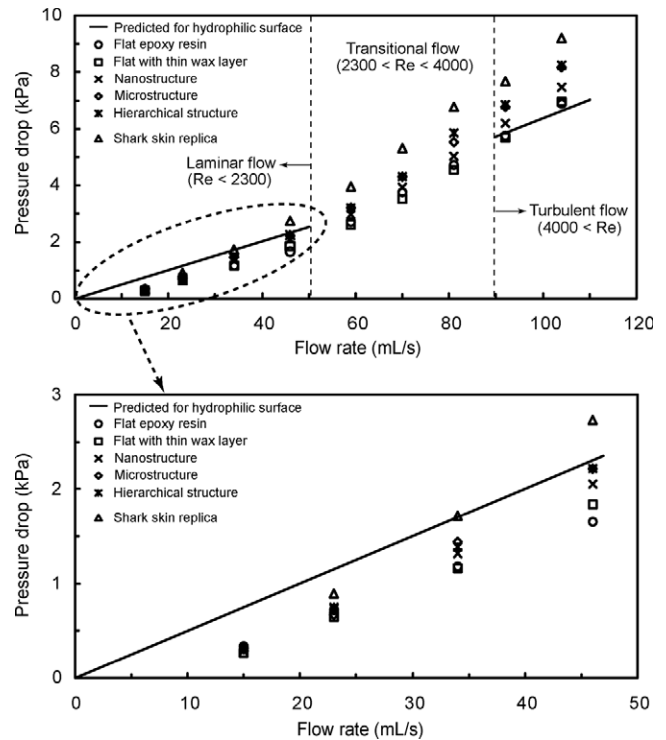 10
8
6
4
2
0
Pressure drop (kPa)
Predicted for hydrophilic surface
Flat epoxy resin
Flat with thin wax layer
Nanostructure
Microstructure
Hierarchical structure
Shark skin replica
Transitional flow
(2300 < Re < 4000)
Laminar flow
(Re < 2300)
Turbulent flow
(4000 < Re)
0 20 40 60 80 100 120
Flow rate (mL/s)
3
2
1
0
Pressure drop (kPa)
Predicted for hydrophilic surface
Flat epoxy resin
Flat with thin wax layer
Nanostructure
Microstructure
Hierarchical structure
Shark skin replica
0 10 20 30 40 50
Flow rate (mL/s)